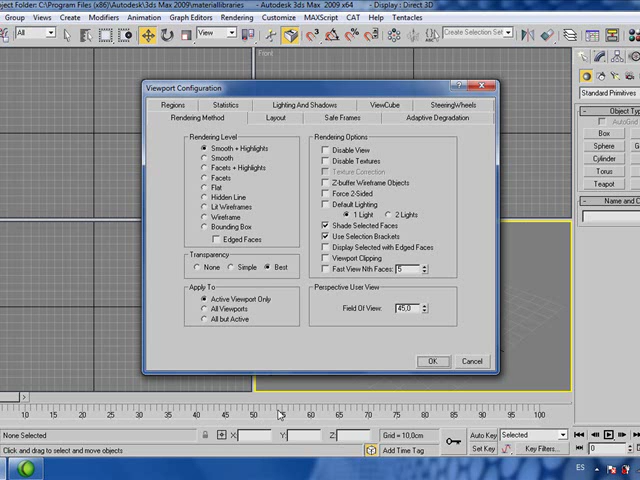 oject Folder: C:\Program Files (x86)\Autodesk\3ds Max 2009\materiallibraries - Autodesk 3ds Max 2009 x64 - Display : Direct 3D
Group Views Create Modifiers Animation Graph Editors Rendering Customize MAXScript CAT Help Tentacles
All View Create Selection Set
Front
Viewport Configuration
Regions Statistics Lighting And Shadows ViewCube SteeringWheels
Rendering Method Layout Safe Frames Adaptive Degradation
Rendering Level
Smooth + Highlights
Smooth
Facets + Highlights
Facets
Flat
Hidden Line
Lit Wireframes
Wireframe
Bounding Box
Edged Faces
Transparency
None Simple Best
Apply To
Active Viewport Only
All Viewports
All but Active
Rendering Options
Disable View
Disable Textures
Texture Correction
Z-buffer Wireframe Objects
Force 2-Sided
Default Lighting
1 Light 2 Lights
Shade Selected Faces
Use Selection Brackets
Display Selected with Edged Faces
Viewport Clipping
Fast View Nth Faces: 5
Perspective User View
Field Of View: 45,0
OK Cancel
Standard Primitives
- Object Ty
AutoGrid
Box
Sphere G
Cylinder
Torus
Teapot
- Name and C
10 20 30 35 40 45 50 55 60 65 70 75 80 85 90 95 100
None Selected X: Y: Z: Grid = 10,0cm Auto Key Selected
Click and drag to select and move objects Add Time Tag Set Key Key Filters... 0
ES